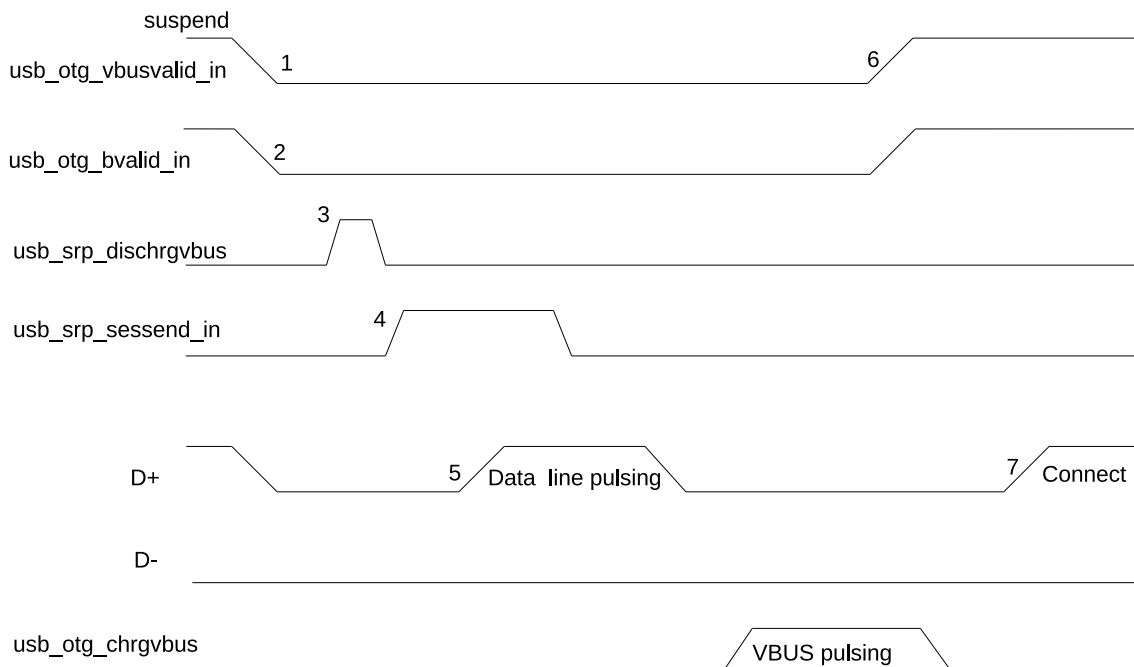 suspend
usb_otg_vbusvalid_in
1
6
usb_otg_bvalid_in
2
usb_srp_dischrgvbus
3
usb_srp_sessend_in
4
D+
5
Data line pulsing
7
Connect
D-
usb_otg_chrgvbus
VBUS pulsing